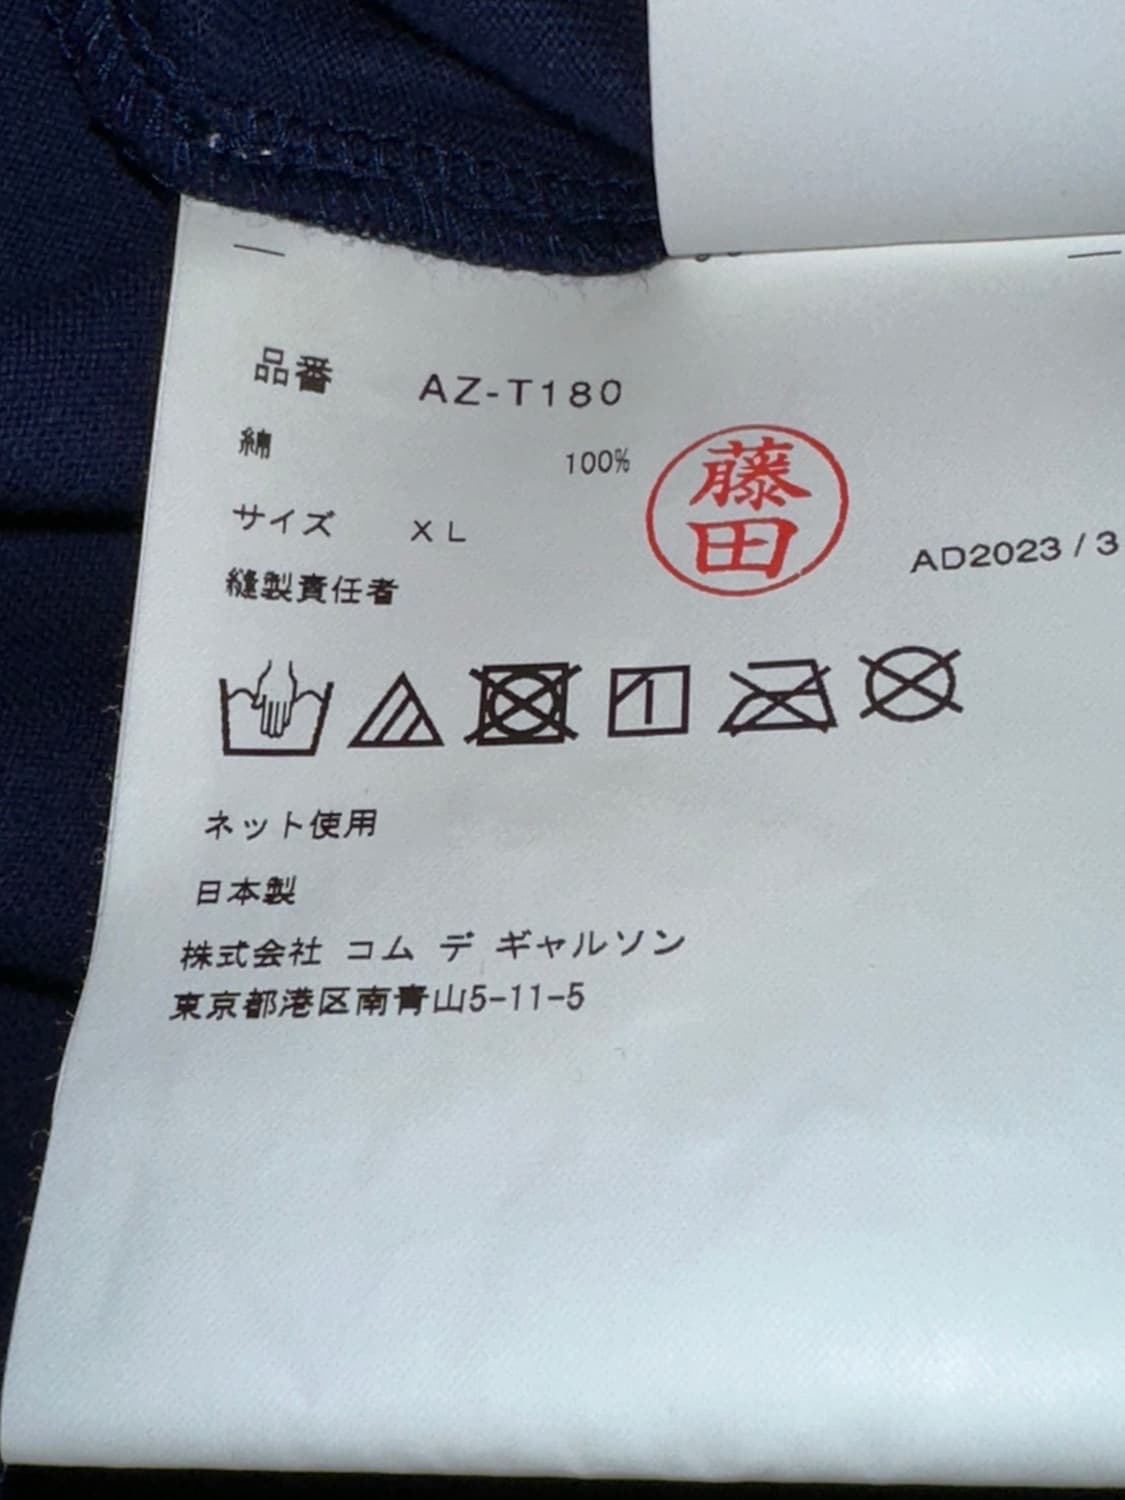 品番 AZ-T180
綿 100%
サイズ XL
縫製責任者
藤田
AD2023/3
ネット使用
日本製
株式会社 コム デ ギャルソン
東京都港区南青山5-11-5